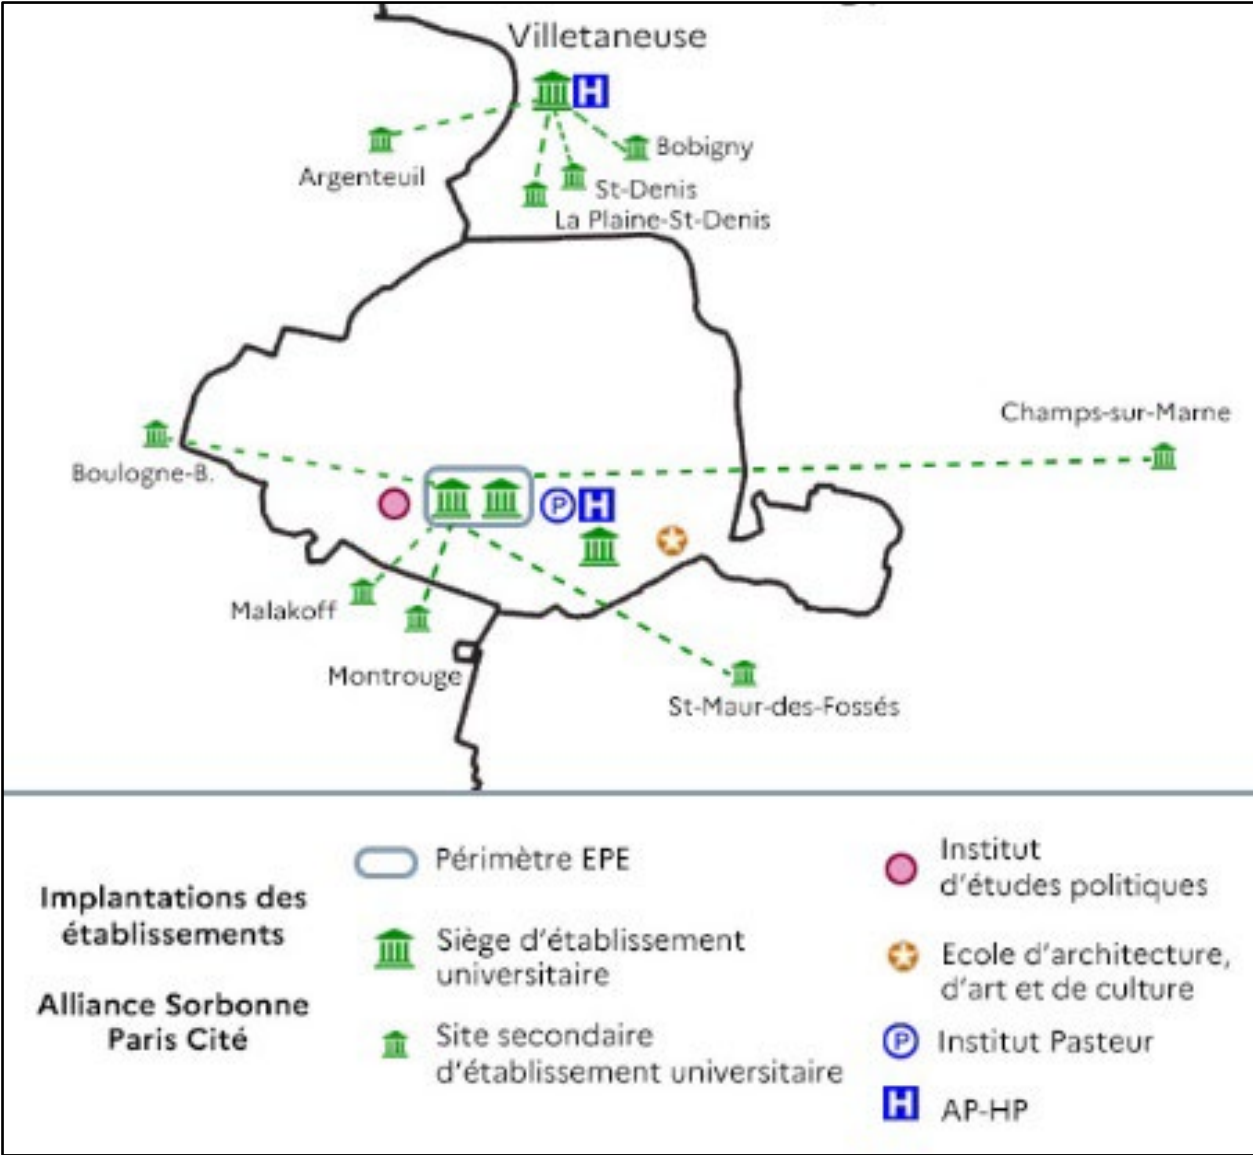 Villetaneuse
H
Bobigny
Argenteuil
St-Denis
La Plaine-St-Denis
Champs-sur-Marne
Boulogne-B.
P
H
Malakoff
Montrouge
St-Maur-des-Fossés
Implantations des
établissements
Alliance Sorbonne
Paris Cité
Périmètre EPE
Siège d'établissement
universitaire
Site secondaire
d'établissement universitaire
Institut
d'études politiques
Ecole d'architecture,
d'art et de culture
P Institut Pasteur
H AP-HP